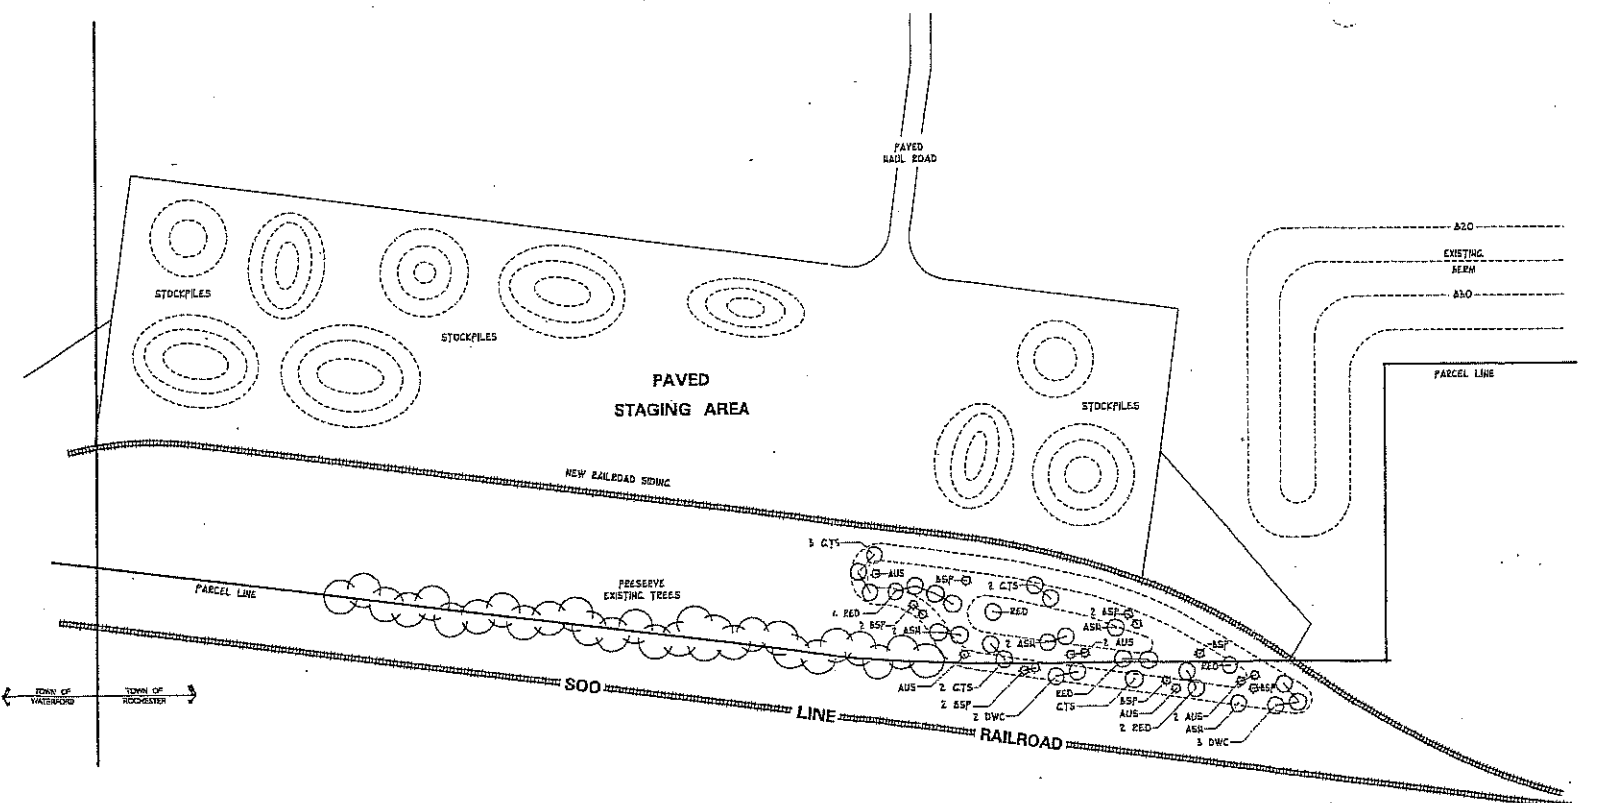 PAVED
HAUL ROAD
820
EXISTING
BERM
830
STOCKPILES
STOCKPILES
PARCEL LINE
PAVED
STAGING AREA
STOCKPILES
NEW RAILROAD SIDING
3 CTS
AUS
BSP
2 CTS
PRESERVE
EXISTING TREES
PARCEL LINE
4 RED
RED
2 BSP
2 BSP
2 ASH
ASH
2 ASH
2 AUS
BSP
RED
AUS
2 CTS
RED
BSP
2 BSP
CTS
BSP
2 DWC
AUS
2 AUS
2 RED
ASH
3 DWC
TOWN OF
WATERFORD
TOWN OF
ROCHESTER
SOO LINE RAILROAD